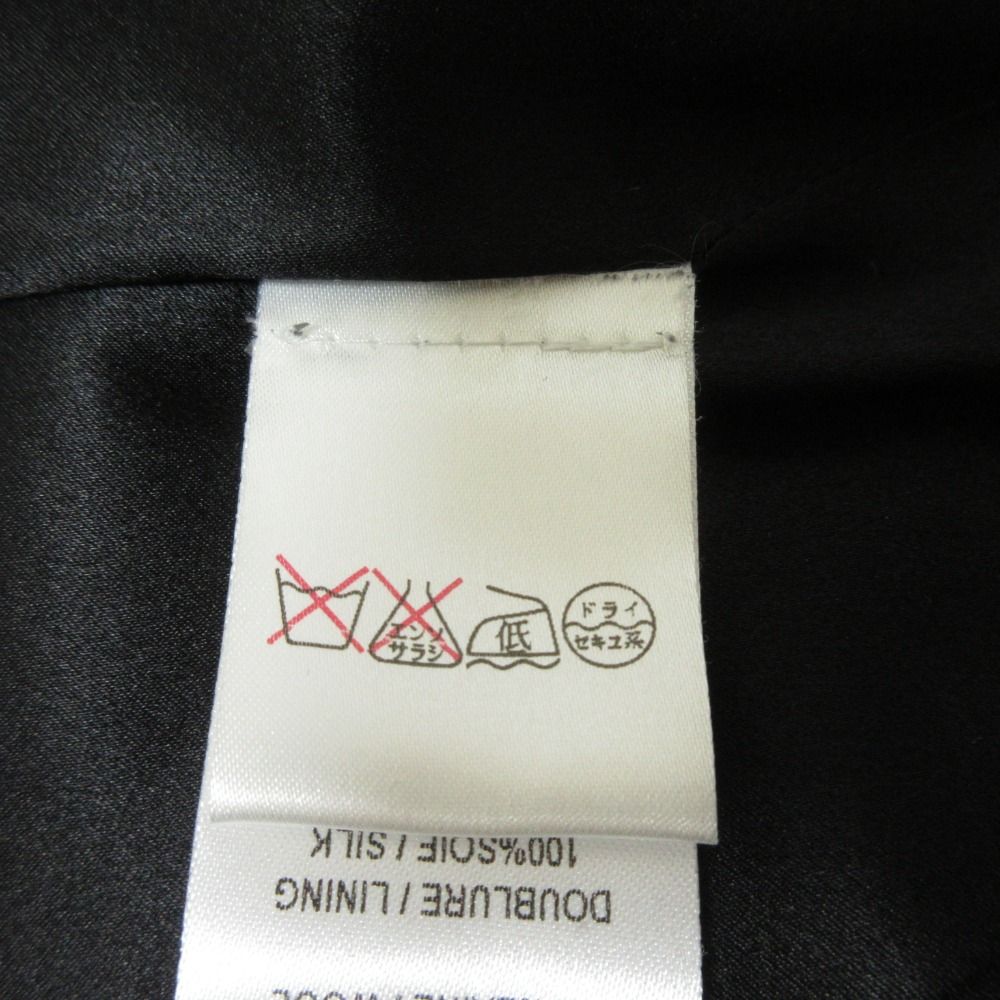 エンソ
サラシ
低
ドライ
セキユ系
100%SOIE / SILK
DOUBLURE / LINING